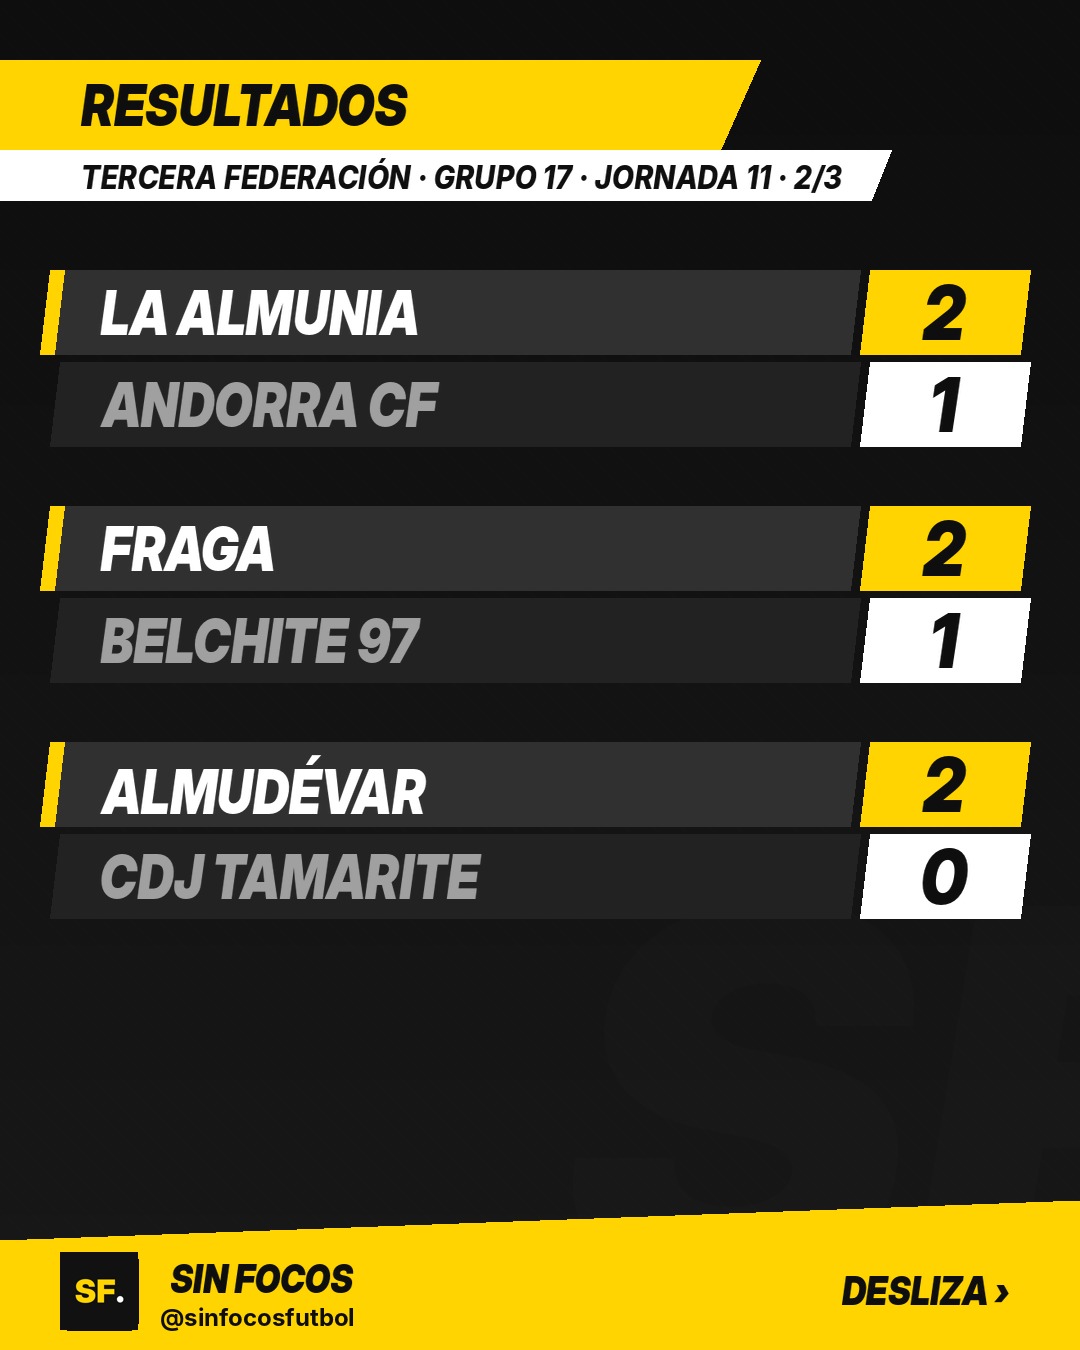 RESULTADOS
TERCERA FEDERACIÓN · GRUPO 17 · JORNADA 11 · 2/3
LA ALMUNIA 2
ANDORRA CF 1
FRAGA 2
BELCHITE 97 1
ALMUDÉVAR 2
CDJ TAMARITE 0
SF
SF. SIN FOCOS
@sinfocosfutbol
DESLIZA ›